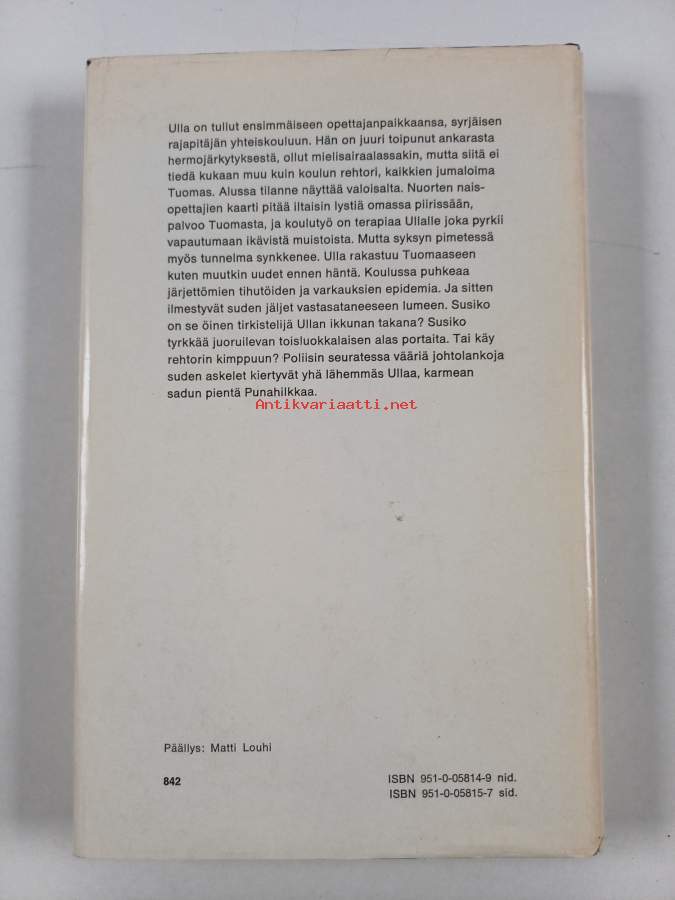 Ulla on tullut ensimmäiseen opettajanpaikkaansa, syrjäisen
rajapitäjän yhteiskouluun. Hän on juuri toipunut ankarasta
hermojärkytyksestä, ollut mielisairaalassakin, mutta siitä ei
tiedä kukaan muu kuin koulun rehtori, kaikkien jumaloima
Tuomas. Alussa tilanne näyttää valoisalta. Nuorten nais-
opettajien kaarti pitää iltaisin lystiä omassa piirissään,
palvoo Tuomasta, ja koulutyö on terapiaa Ullalle joka pyrkii
vapautumaan ikävistä muistoista. Mutta syksyn pimetessä
myös tunnelma synkkenee. Ulla rakastuu Tuomaaseen
kuten muutkin uudet ennen häntä. Koulussa puhkeaa
järjettömien tihutöiden ja varkauksien epidemia. Ja sitten
ilmestyvät suden jäljet vastasataneeseen lumeen. Susiko
on se öinen tirkistelijä Ullan ikkunan takana? Susiko
tyrkkää juoruilevan toisluokkalaisen alas portaita. Tai käy
rehtorin kimppuun? Poliisin seuratessa vääriä johtolankoja
suden askelet kiertyvät yhä lähemmäs Ullaa, karmean
sadun pientä Punahilkkaa.
Antikvariaatti.net
Päällys: Matti Louhi
842
ISBN 951-0-05814-9 nid.
ISBN 951-0-05815-7 sid.